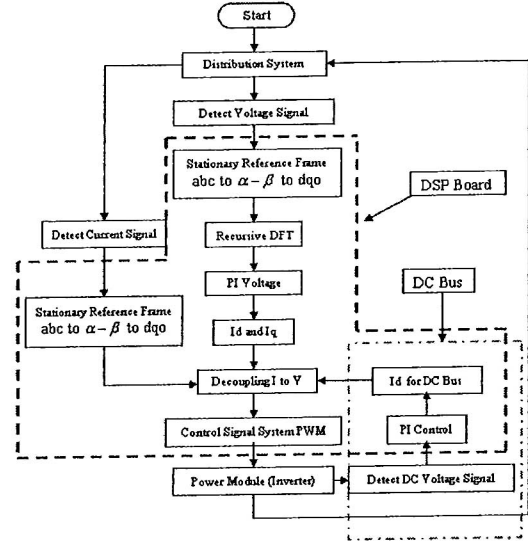 Start
Distribution System
Detect Voltage Signal
Stationary Reference Frame
abc to α-β to dqo
DSP Board
Detect Current Signal
Recursive DFT
PI Voltage
DC Bus
Stationary Reference Frame
abc to α-β to dqo
Id and Iq
Decoupling I to V
Id for DC Bus
Control Signal System PWM
PI Control
Power Module (Inverter)
Detect DC Voltage Signal